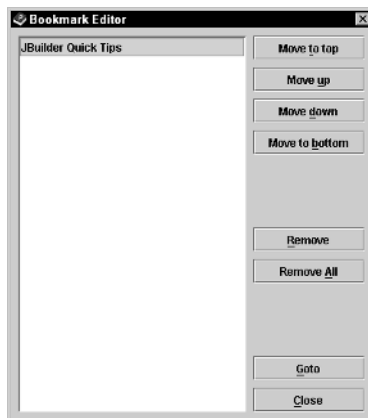 Bookmark Editor
JBuilder Quick Tips
Move to top
Move up
Move down
Move to bottom
Remove
Remove All
Goto
Close